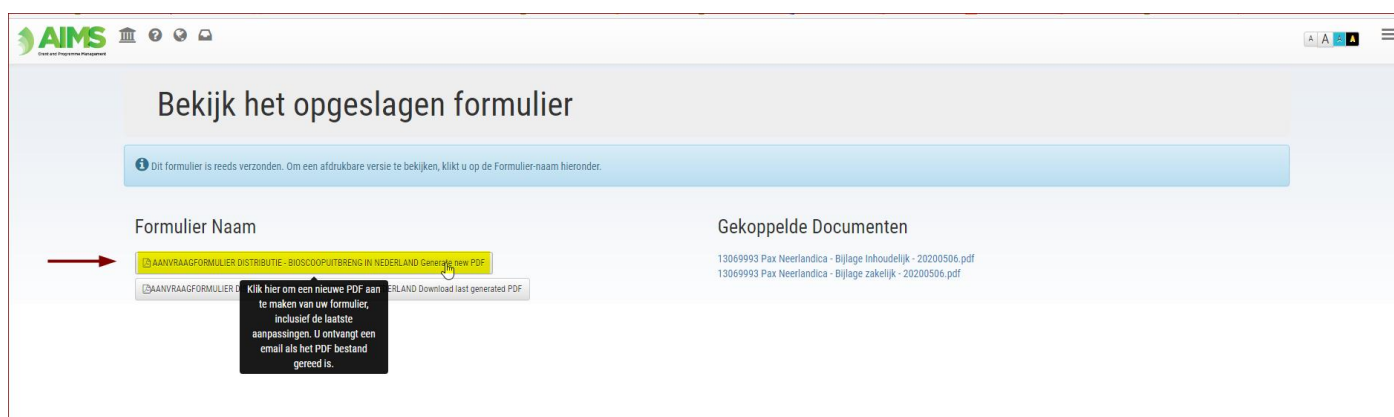 AIMS
Grant and Programme Management
A A A A
Bekijk het opgeslagen formulier
Dit formulier is reeds verzonden. Om een afdrukbare versie te bekijken, klikt u op de Formulier-naam hieronder.
Formulier Naam
AANVRAAGFORMULIER DISTRIBUTIE - BIOSCOOPUITBRENG IN NEDERLAND Generate new PDF
AANVRAAGFORMULIER D
ERLAND Download last generated PDF
Klik hier om een nieuwe PDF aan
te maken van uw formulier,
inclusief de laatste
aanpassingen. U ontvangt een
email als het PDF bestand
gereed is.
Gekoppelde Documenten
13069993 Pax Neerlandica - Bijlage Inhoudelijk - 20200506.pdf
13069993 Pax Neerlandica - Bijlage zakelijk - 20200506.pdf